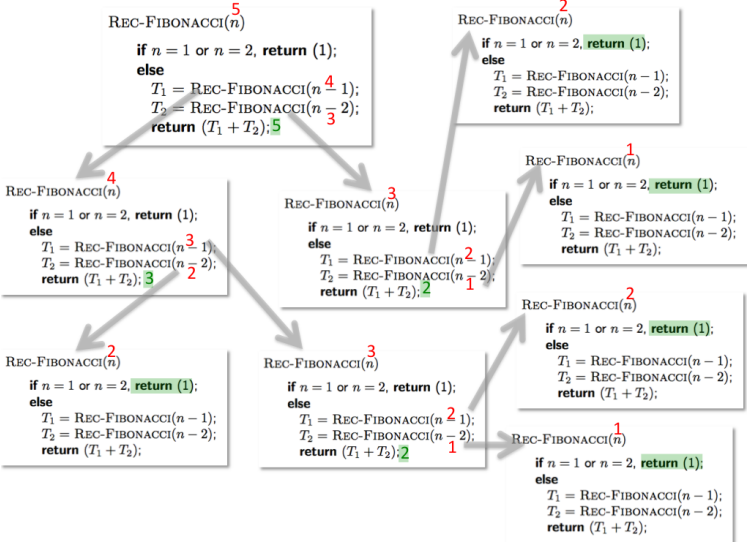 5
REC-FIBONACCI(n)
if n = 1 or n = 2, return (1);
else
4
T₁ = REC-FIBONACCI(n − 1);
T₂ = REC-FIBONACCI(n − 2);
3
return (T₁ + T₂); 5
2
REC-FIBONACCI(n)
if n = 1 or n = 2, return (1);
else
T₁ = REC-FIBONACCI(n − 1);
T₂ = REC-FIBONACCI(n − 2);
return (T₁ + T₂);
4
REC-FIBONACCI(n)
if n = 1 or n = 2, return (1);
else
3
T₁ = REC-FIBONACCI(n − 1);
T₂ = REC-FIBONACCI(n − 2);
2
return (T₁ + T₂); 3
3
REC-FIBONACCI(n)
if n = 1 or n = 2, return (1);
else
2
T₁ = REC-FIBONACCI(n − 1);
T₂ = REC-FIBONACCI(n − 2);
1
return (T₁ + T₂); 2
1
REC-FIBONACCI(n)
if n = 1 or n = 2, return (1);
else
T₁ = REC-FIBONACCI(n − 1);
T₂ = REC-FIBONACCI(n − 2);
return (T₁ + T₂);
2
REC-FIBONACCI(n)
if n = 1 or n = 2, return (1);
else
T₁ = REC-FIBONACCI(n − 1);
T₂ = REC-FIBONACCI(n − 2);
return (T₁ + T₂);
2
REC-FIBONACCI(n)
if n = 1 or n = 2, return (1);
else
T₁ = REC-FIBONACCI(n − 1);
T₂ = REC-FIBONACCI(n − 2);
return (T₁ + T₂);
3
REC-FIBONACCI(n)
if n = 1 or n = 2, return (1);
else
2
T₁ = REC-FIBONACCI(n − 1);
T₂ = REC-FIBONACCI(n − 2);
1
return (T₁ + T₂); 2
1
REC-FIBONACCI(n)
if n = 1 or n = 2, return (1);
else
T₁ = REC-FIBONACCI(n − 1);
T₂ = REC-FIBONACCI(n − 2);
return (T₁ + T₂);